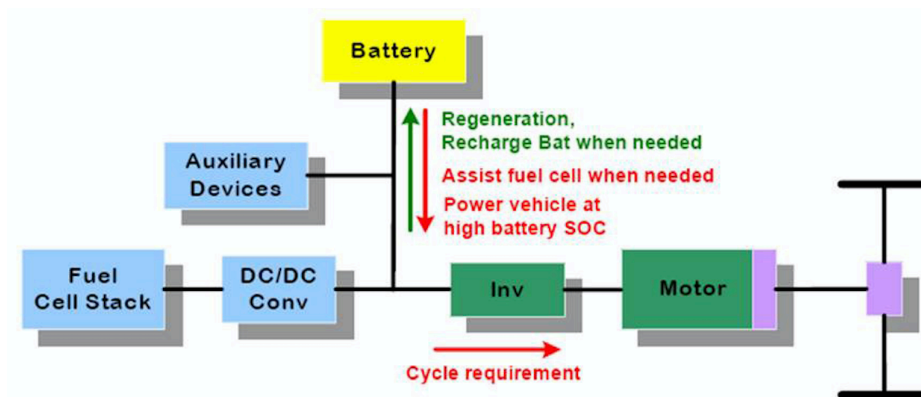 Battery
Regeneration,
Recharge Bat when needed
Auxiliary
Devices
Assist fuel cell when needed
Power vehicle at
high battery SOC
Fuel
Cell Stack
DC/DC
Conv
Inv
Motor
Cycle requirement